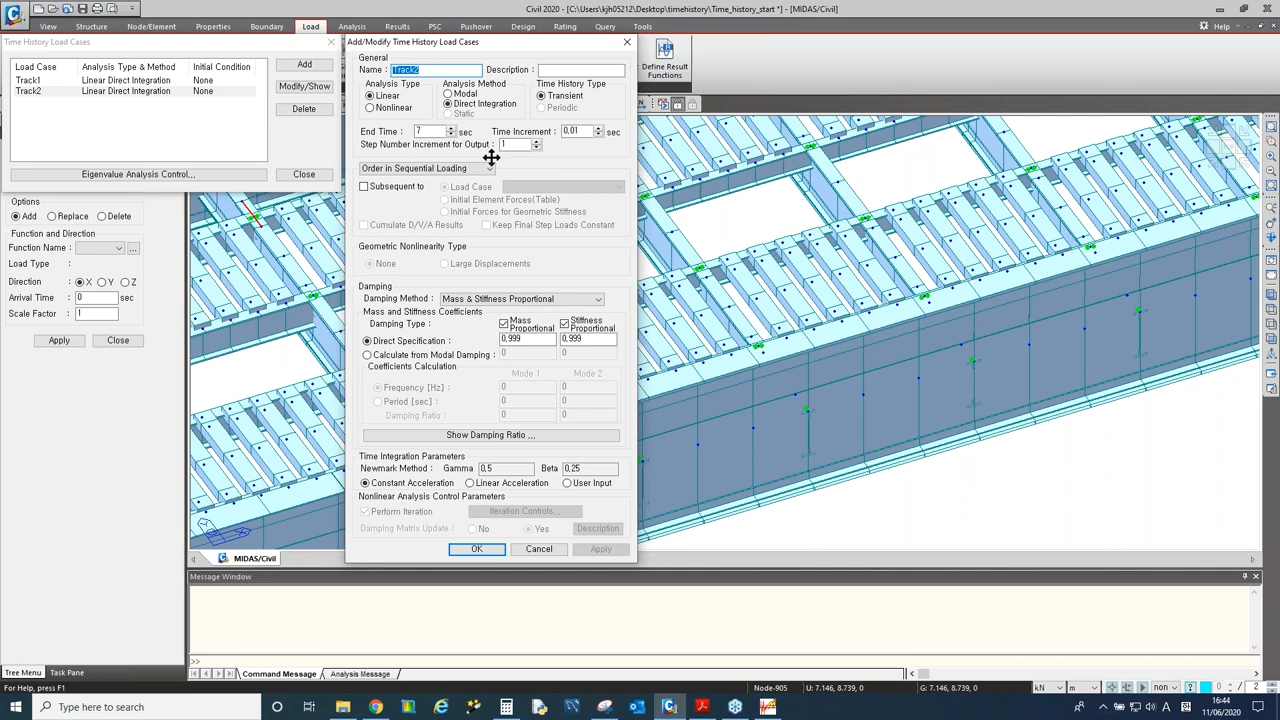 Civil 2020 - [C:\Users\kjh05212\Desktop\timehistory\Time_history_start *] - [MIDAS/Civil]
View Structure Node/Element Properties Boundary Load Analysis Results PSC Pushover Design Rating Query Tools Help
Time History Load Cases
Load Case Analysis Type & Method Initial Condition
Track1 Linear Direct Integration None
Track2 Linear Direct Integration None
Add
Modify/Show
Delete
Eigenvalue Analysis Control... Close
Options
Add Replace Delete
Function and Direction
Function Name : ...
Load Type :
Direction : X Y Z
Arrival Time : 0 sec
Scale Factor : 1
Apply Close
Add/Modify Time History Load Cases
General
Name : Track2 Description :
Analysis Type Analysis Method Time History Type
Linear Modal Transient
Nonlinear Direct Integration Periodic
Static
End Time : 7 sec Time Increment : 0.01 sec
Step Number Increment for Output : 1
Order in Sequential Loading
Subsequent to Load Case
Initial Element Forces(Table)
Initial Forces for Geometric Stiffness
Cumulate D/V/A Results Keep Final Step Loads Constant
Geometric Nonlinearity Type
None Large Displacements
Damping
Damping Method : Mass & Stiffness Proportional
Mass and Stiffness Coefficients
Damping Type : Mass Proportional Stiffness Proportional
Direct Specification : 0,999 0,999
Calculate from Modal Damping : 0 0
Coefficients Calculation
Mode 1 Mode 2
Frequency [Hz] : 0 0
Period [sec] : 0 0
Damping Ratio : 0 0
Show Damping Ratio ...
Time Integration Parameters
Newmark Method : Gamma 0,5 Beta 0,25
Constant Acceleration Linear Acceleration User Input
Nonlinear Analysis Control Parameters
Perform Iteration Iteration Controls...
Damping Matrix Update : No Yes Description
OK Cancel Apply
Define Result
Functions
MIDAS/Civil
Message Window
>>
Tree Menu Task Pane Command Message Analysis Message
For Help, press F1 Node-905 U: 7.146, 8.739, 0 G: 7.146, 8.739, 0 kN m non ? 0 / 2
Type here to search
16:44
11/06/2020